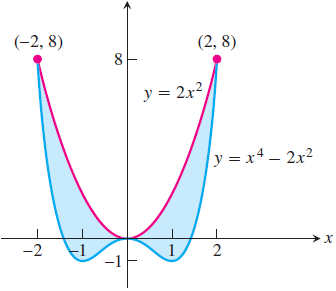 (−2, 8)
(2, 8)
8
y = 2x²
y = x⁴ – 2x²
x
−2
−1
1
2
−1